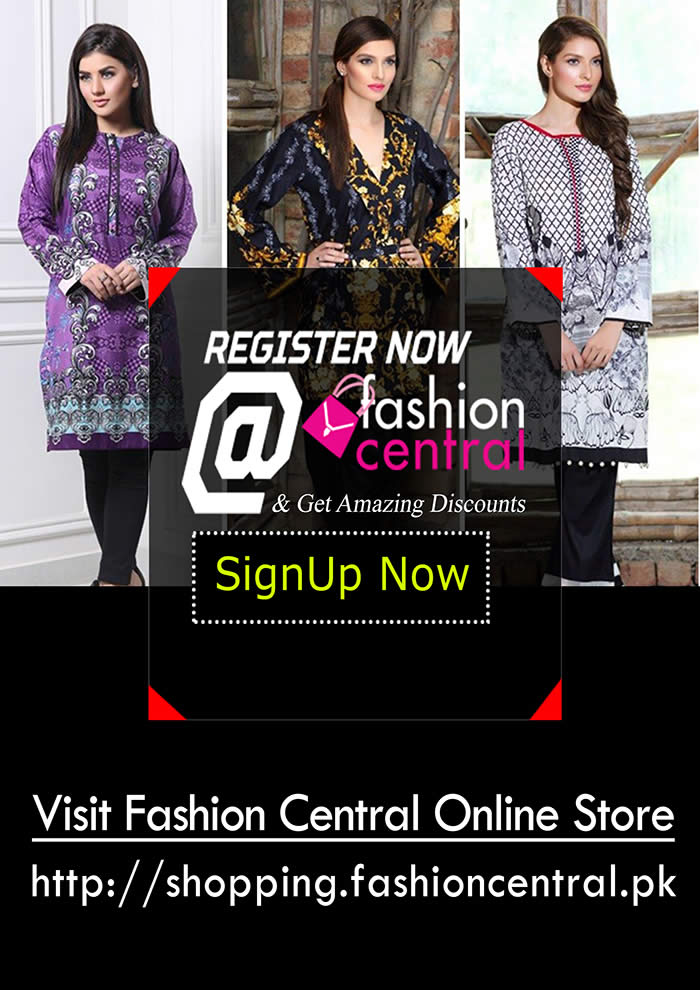 REGISTER NOW
@ fashion
central
& Get Amazing Discounts
SignUp Now
Visit Fashion Central Online Store
http://shopping.fashioncentral.pk